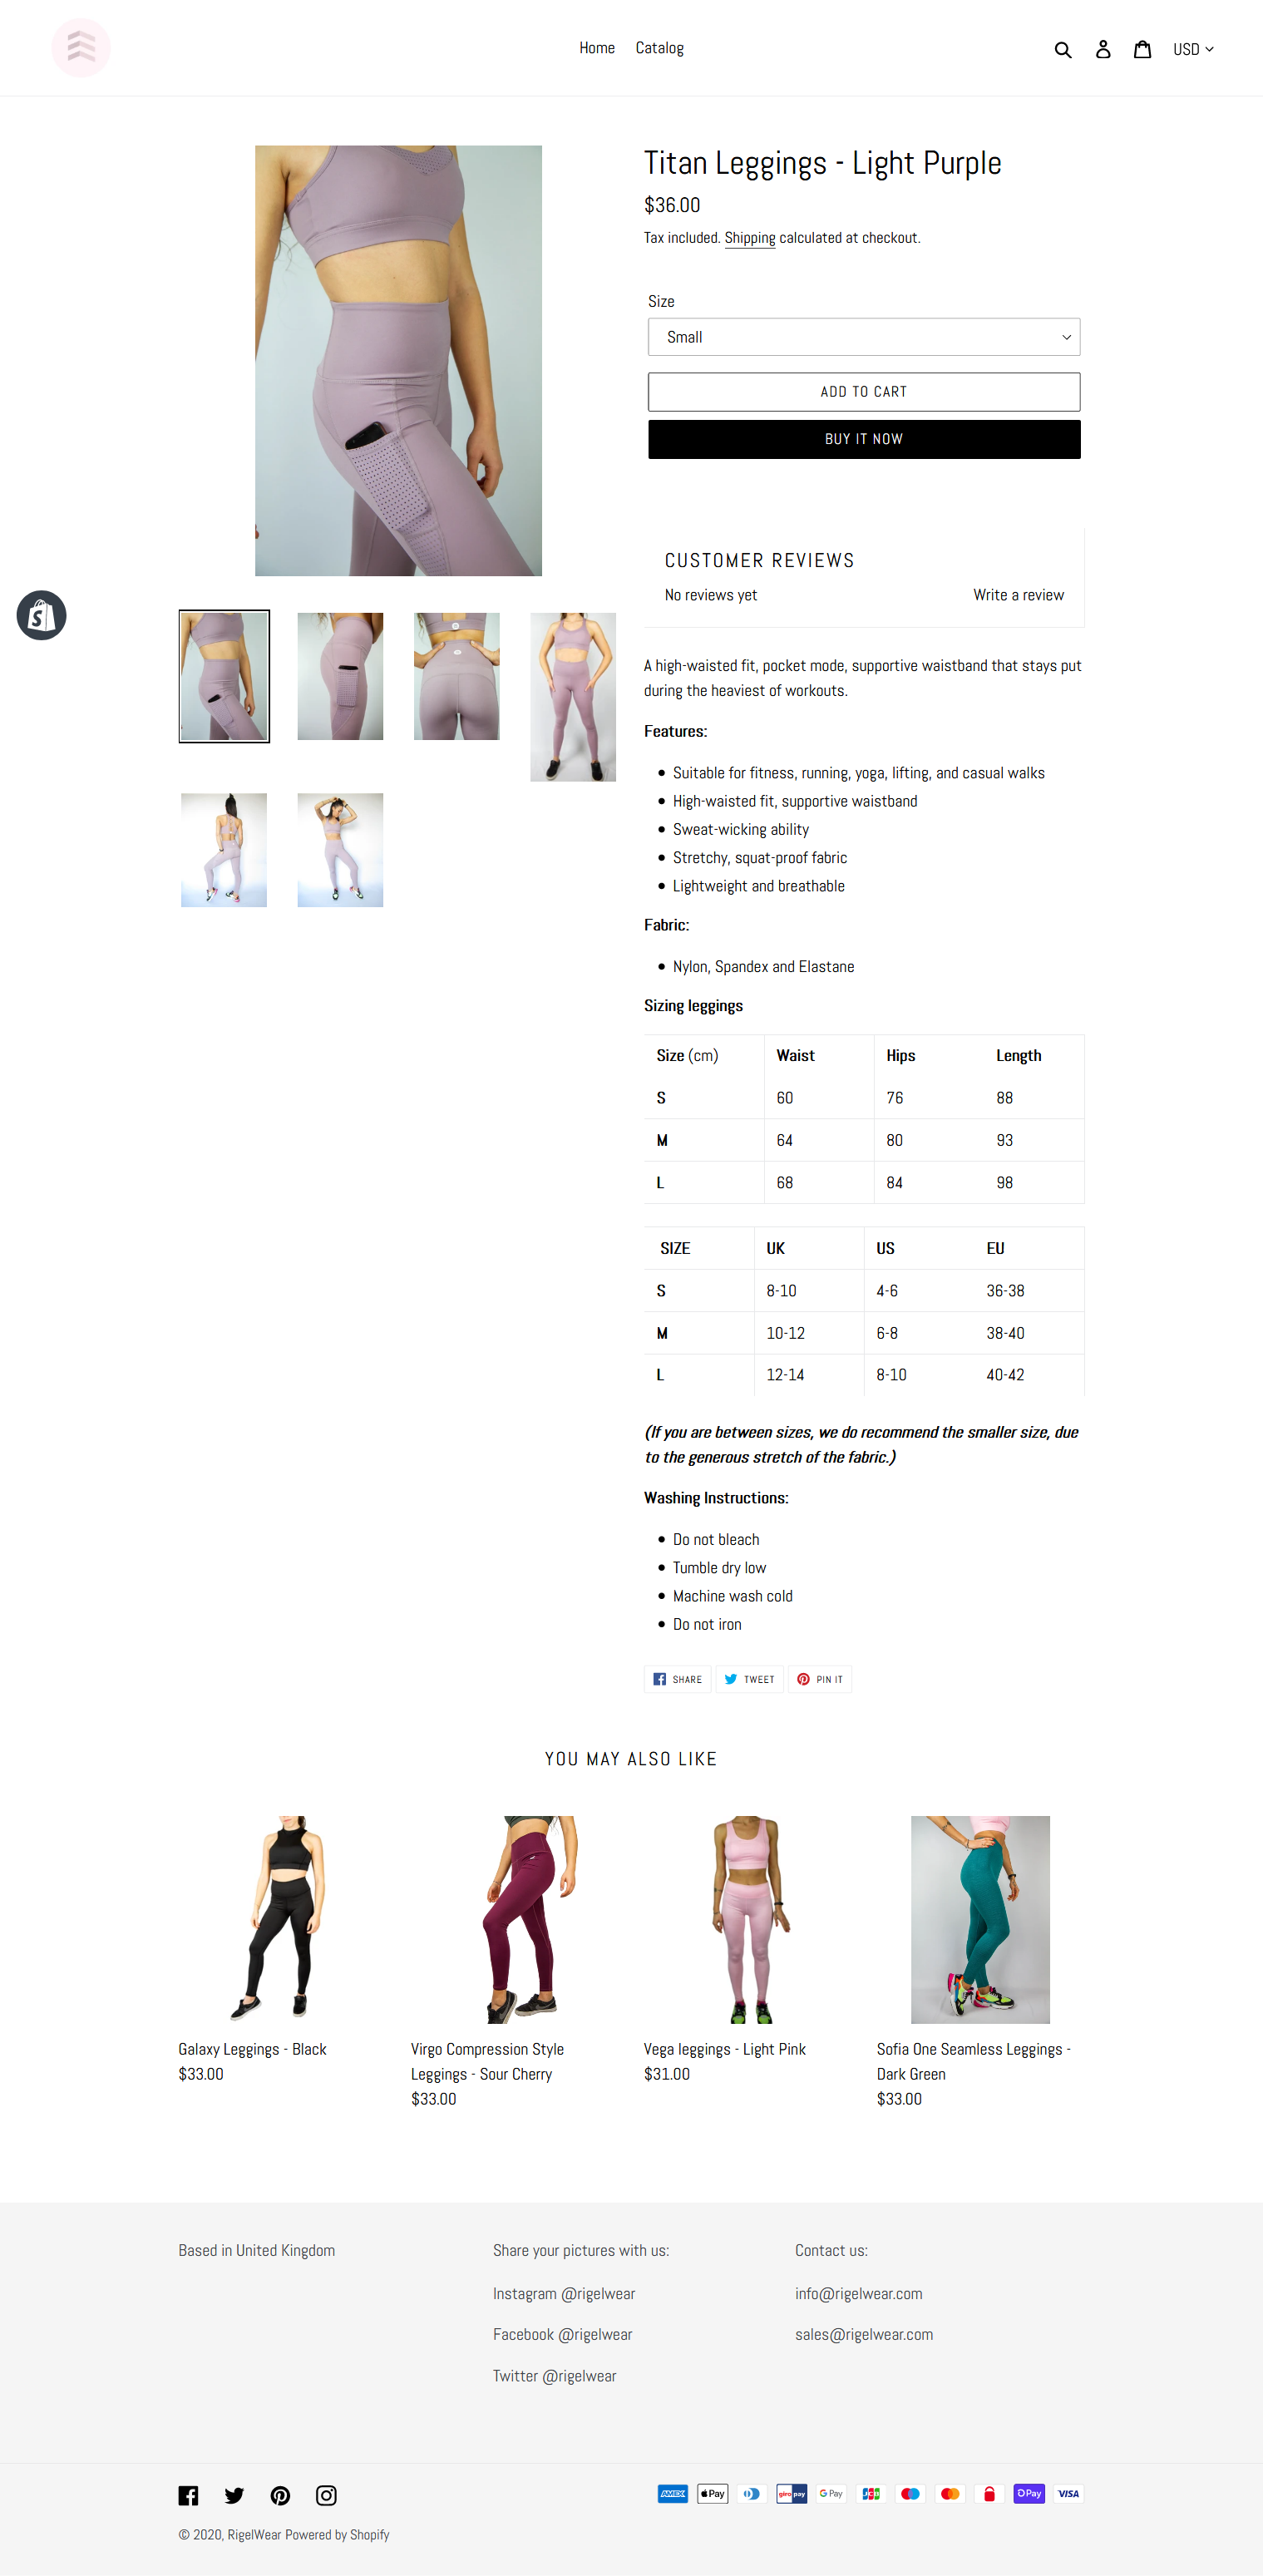 Home Catalog
USD
Titan Leggings - Light Purple
$36.00
Tax included. Shipping calculated at checkout.
Size
Small
ADD TO CART
BUY IT NOW
CUSTOMER REVIEWS
No reviews yet Write a review
A high-waisted fit, pocket mode, supportive waistband that stays put
during the heaviest of workouts.
Features:
Suitable for fitness, running, yoga, lifting, and casual walks
High-waisted fit, supportive waistband
Sweat-wicking ability
Stretchy, squat-proof fabric
Lightweight and breathable
Fabric:
Nylon, Spandex and Elastane
Sizing leggings
Size (cm) Waist Hips Length
S 60 76 88
M 64 80 93
L 68 84 98
SIZE UK US EU
S 8-10 4-6 36-38
M 10-12 6-8 38-40
L 12-14 8-10 40-42
(If you are between sizes, we do recommend the smaller size, due
to the generous stretch of the fabric.)
Washing Instructions:
Do not bleach
Tumble dry low
Machine wash cold
Do not iron
SHARE TWEET PIN IT
YOU MAY ALSO LIKE
Galaxy Leggings - Black
$33.00
Virgo Compression Style
Leggings - Sour Cherry
$33.00
Vega leggings - Light Pink
$31.00
Sofia One Seamless Leggings -
Dark Green
$33.00
Based in United Kingdom
Share your pictures with us:
Instagram @rigelwear
Facebook @rigelwear
Twitter @rigelwear
Contact us:
info@rigelwear.com
sales@rigelwear.com
AMEX Pay giropay G Pay JCB Pay VISA
© 2020, RigelWear Powered by Shopify